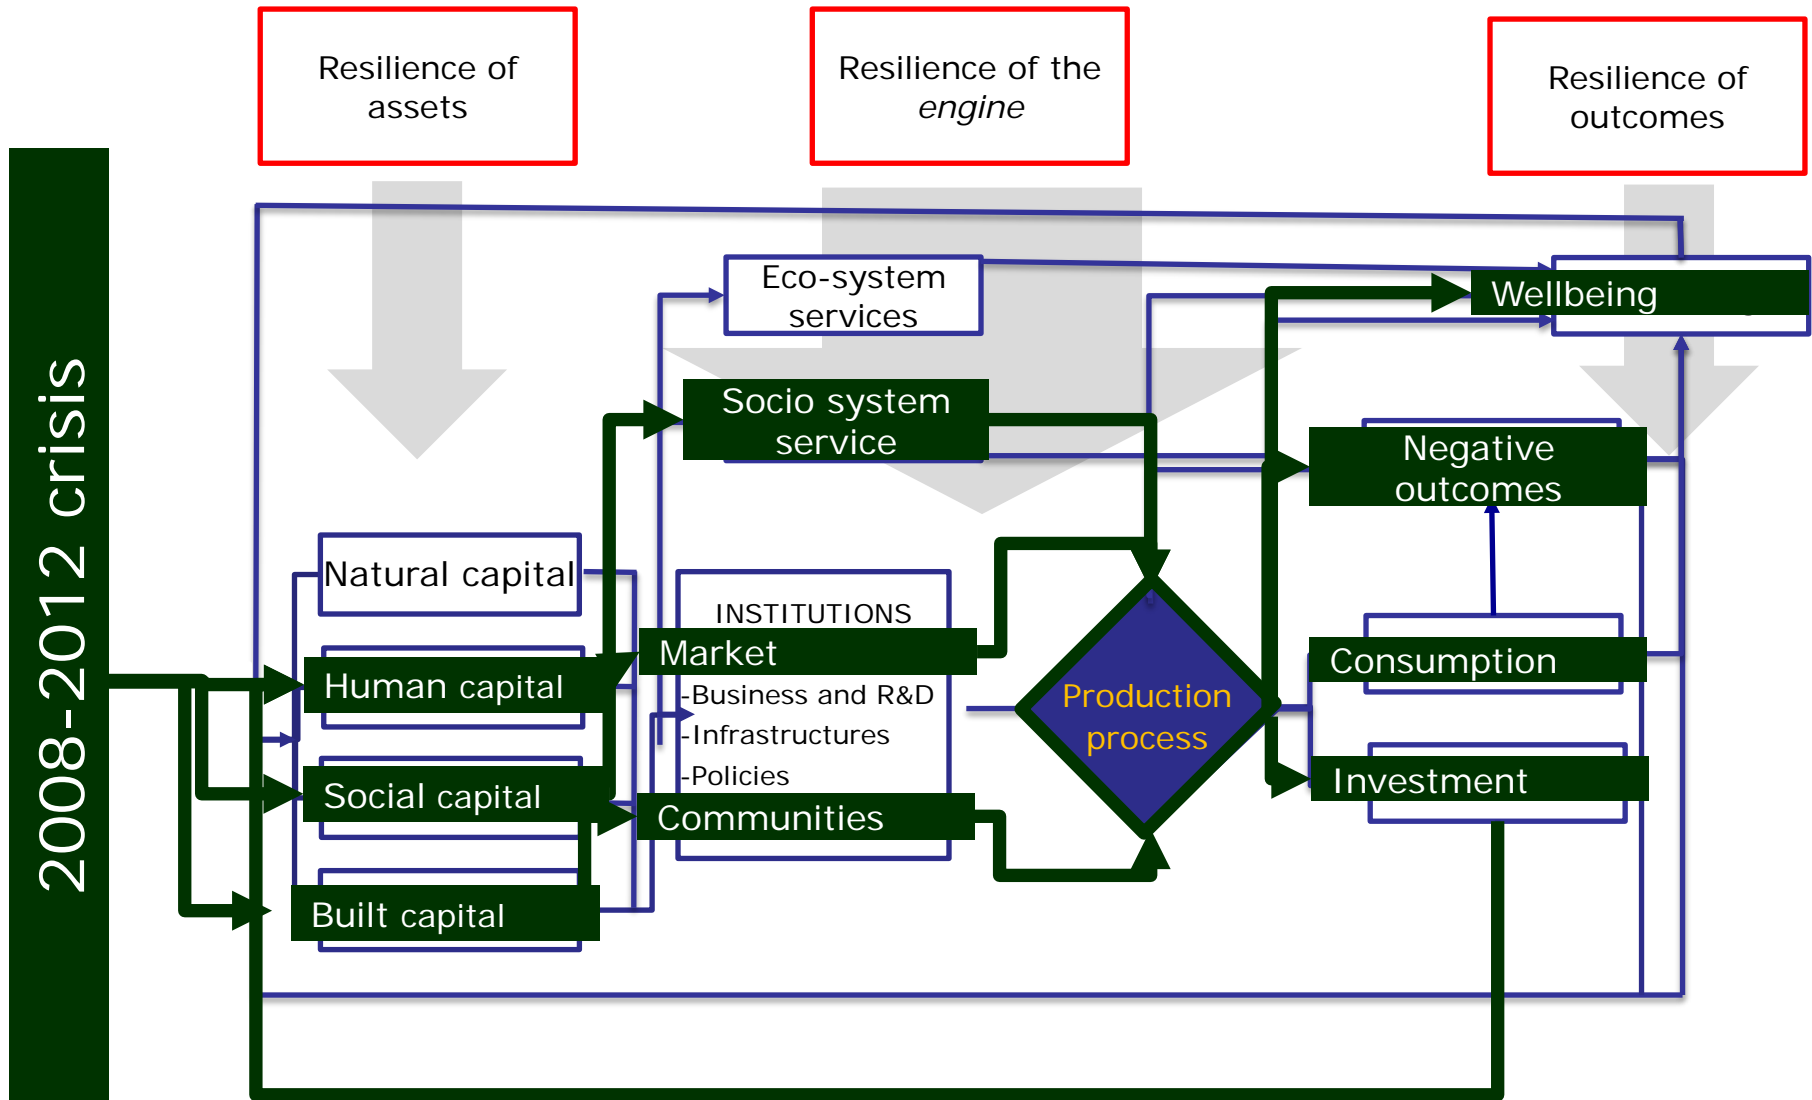 Resilience of
assets
Resilience of the
engine
Resilience of
outcomes
2008-2012 crisis
Eco-system
services
Wellbeing
Socio system
service
Negative
outcomes
Natural capital
Human capital
Social capital
Built capital
INSTITUTIONS
Market
-Business and R&D
-Infrastructures
-Policies
Communities
Production
process
Consumption
Investment